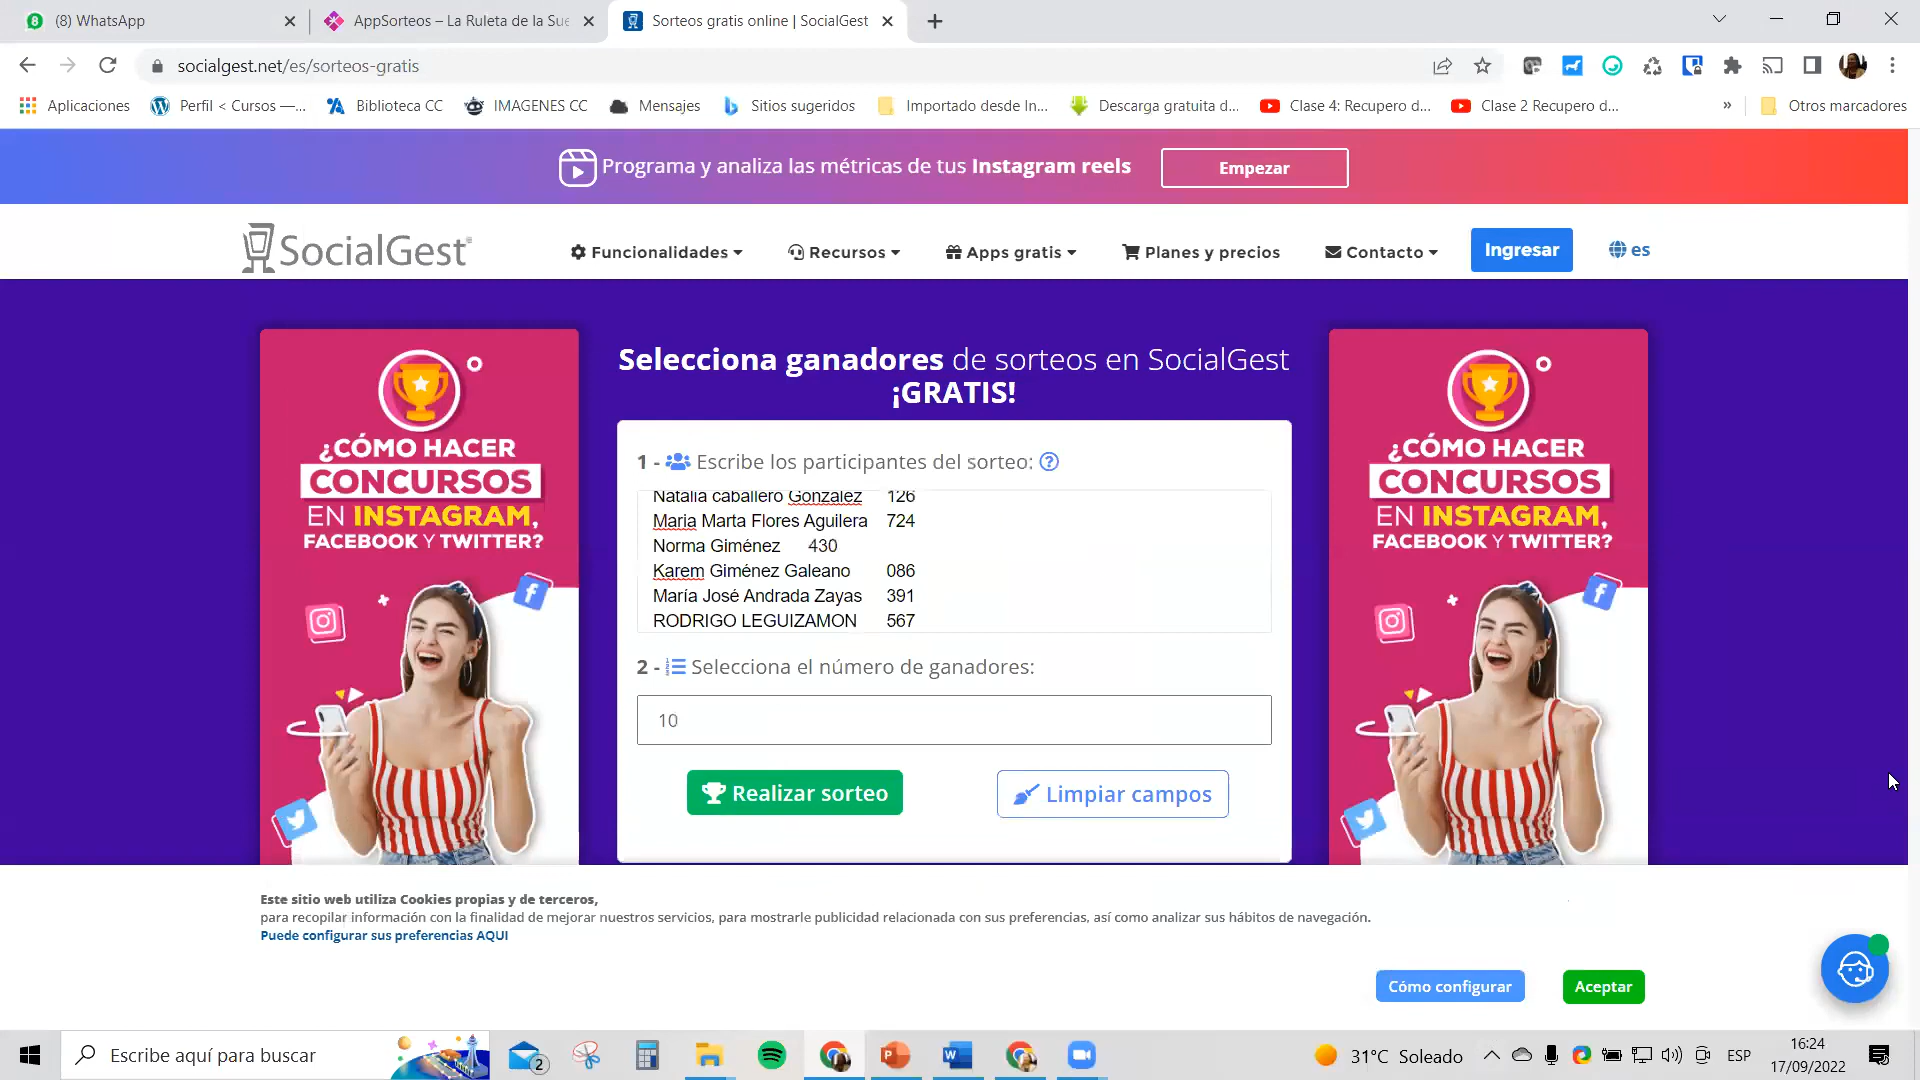 (8) WhatsApp
AppSorteos – La Ruleta de la Sue
Sorteos gratis online | SocialGest
socialgest.net/es/sorteos-gratis
Aplicaciones
Perfil < Cursos —...
Biblioteca CC
IMAGENES CC
Mensajes
Sitios sugeridos
Importado desde In...
Descarga gratuita d...
Clase 4: Recupero d...
Clase 2 Recupero d...
»
Otros marcadores
Programa y analiza las métricas de tus Instagram reels
Empezar
SocialGest®
Funcionalidades
Recursos
Apps gratis
Planes y precios
Contacto
Ingresar
es
¿CÓMO HACER
CONCURSOS
EN INSTAGRAM,
FACEBOOK Y TWITTER?
Selecciona ganadores de sorteos en SocialGest
¡GRATIS!
1 - Escribe los participantes del sorteo:
Natalia caballero Gonzalez 126
Maria Marta Flores Aguilera 724
Norma Giménez 430
Karem Giménez Galeano 086
María José Andrada Zayas 391
RODRIGO LEGUIZAMON 567
2 - Selecciona el número de ganadores:
10
Realizar sorteo
Limpiar campos
¿CÓMO HACER
CONCURSOS
EN INSTAGRAM,
FACEBOOK Y TWITTER?
Este sitio web utiliza Cookies propias y de terceros,
para recopilar información con la finalidad de mejorar nuestros servicios, para mostrarle publicidad relacionada con sus preferencias, así como analizar sus hábitos de navegación.
Puede configurar sus preferencias AQUI
Cómo configurar
Aceptar
Escribe aquí para buscar
2
31°C Soleado
ESP
16:24
17/09/2022